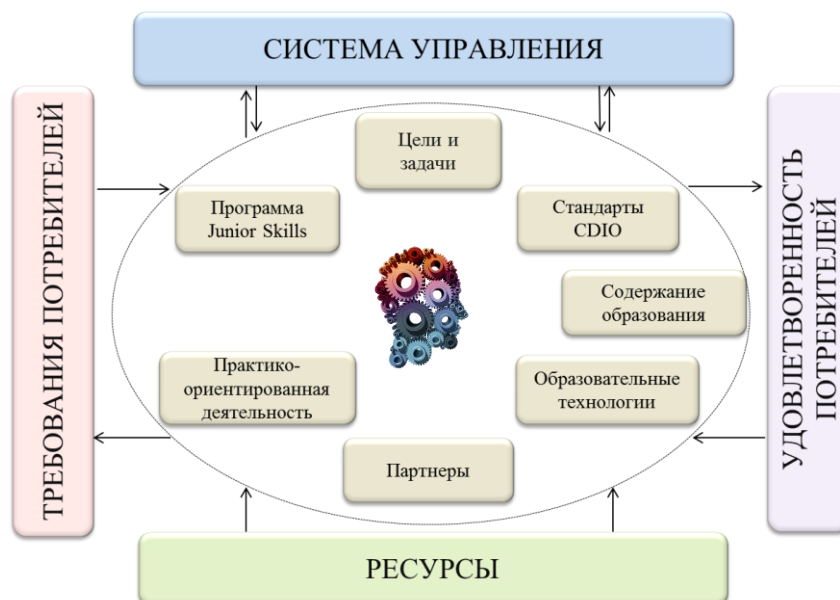 СИСТЕМА УПРАВЛЕНИЯ
ТРЕБОВАНИЯ ПОТРЕБИТЕЛЕЙ
Цели и
задачи
Программа
Junior Skills
Стандарты
CDIO
Содержание
образования
Практико-
ориентированная
деятельность
Образовательные
технологии
Партнеры
УДОВЛЕТВОРЕННОСТЬ
ПОТРЕБИТЕЛЕЙ
РЕСУРСЫ